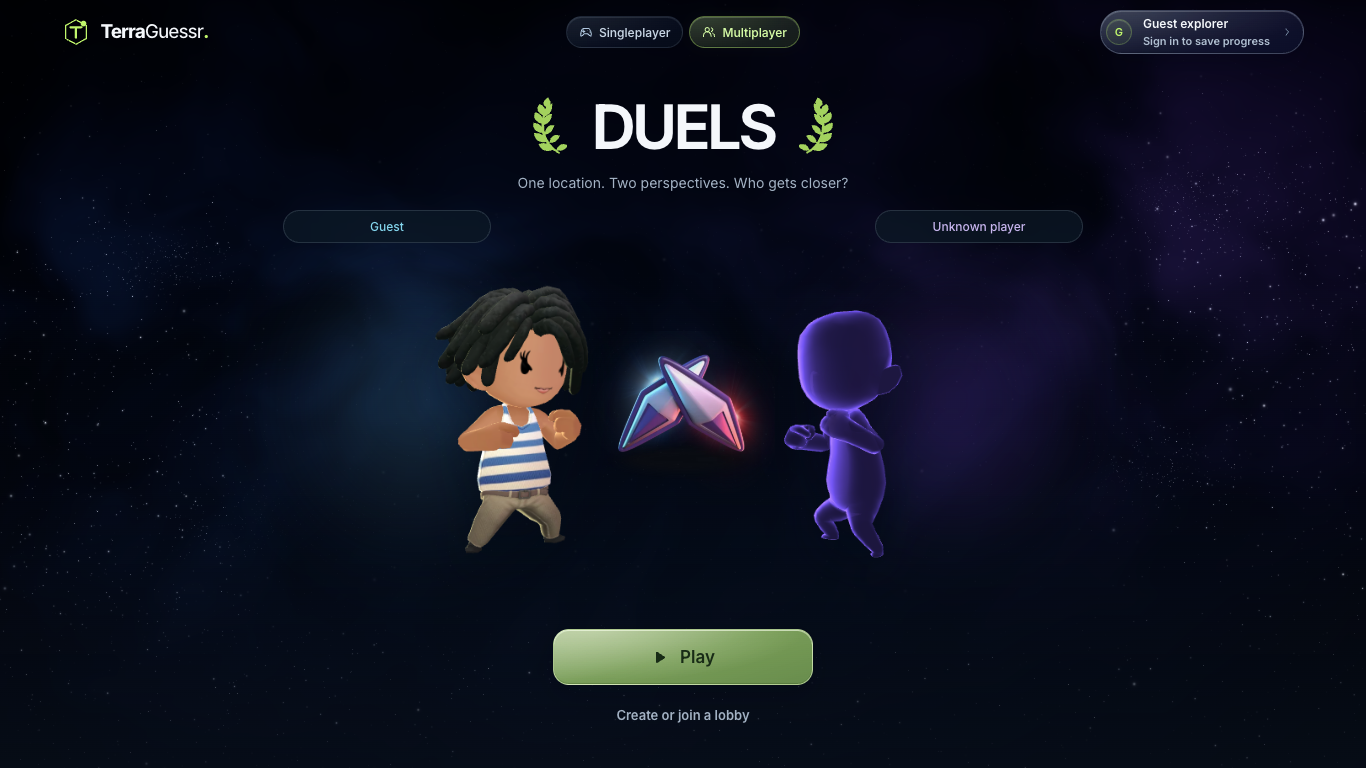 TerraGuessr.
Singleplayer
Multiplayer
G
Guest explorer
Sign in to save progress
DUELS
One location. Two perspectives. Who gets closer?
Guest
Unknown player
Play
Create or join a lobby